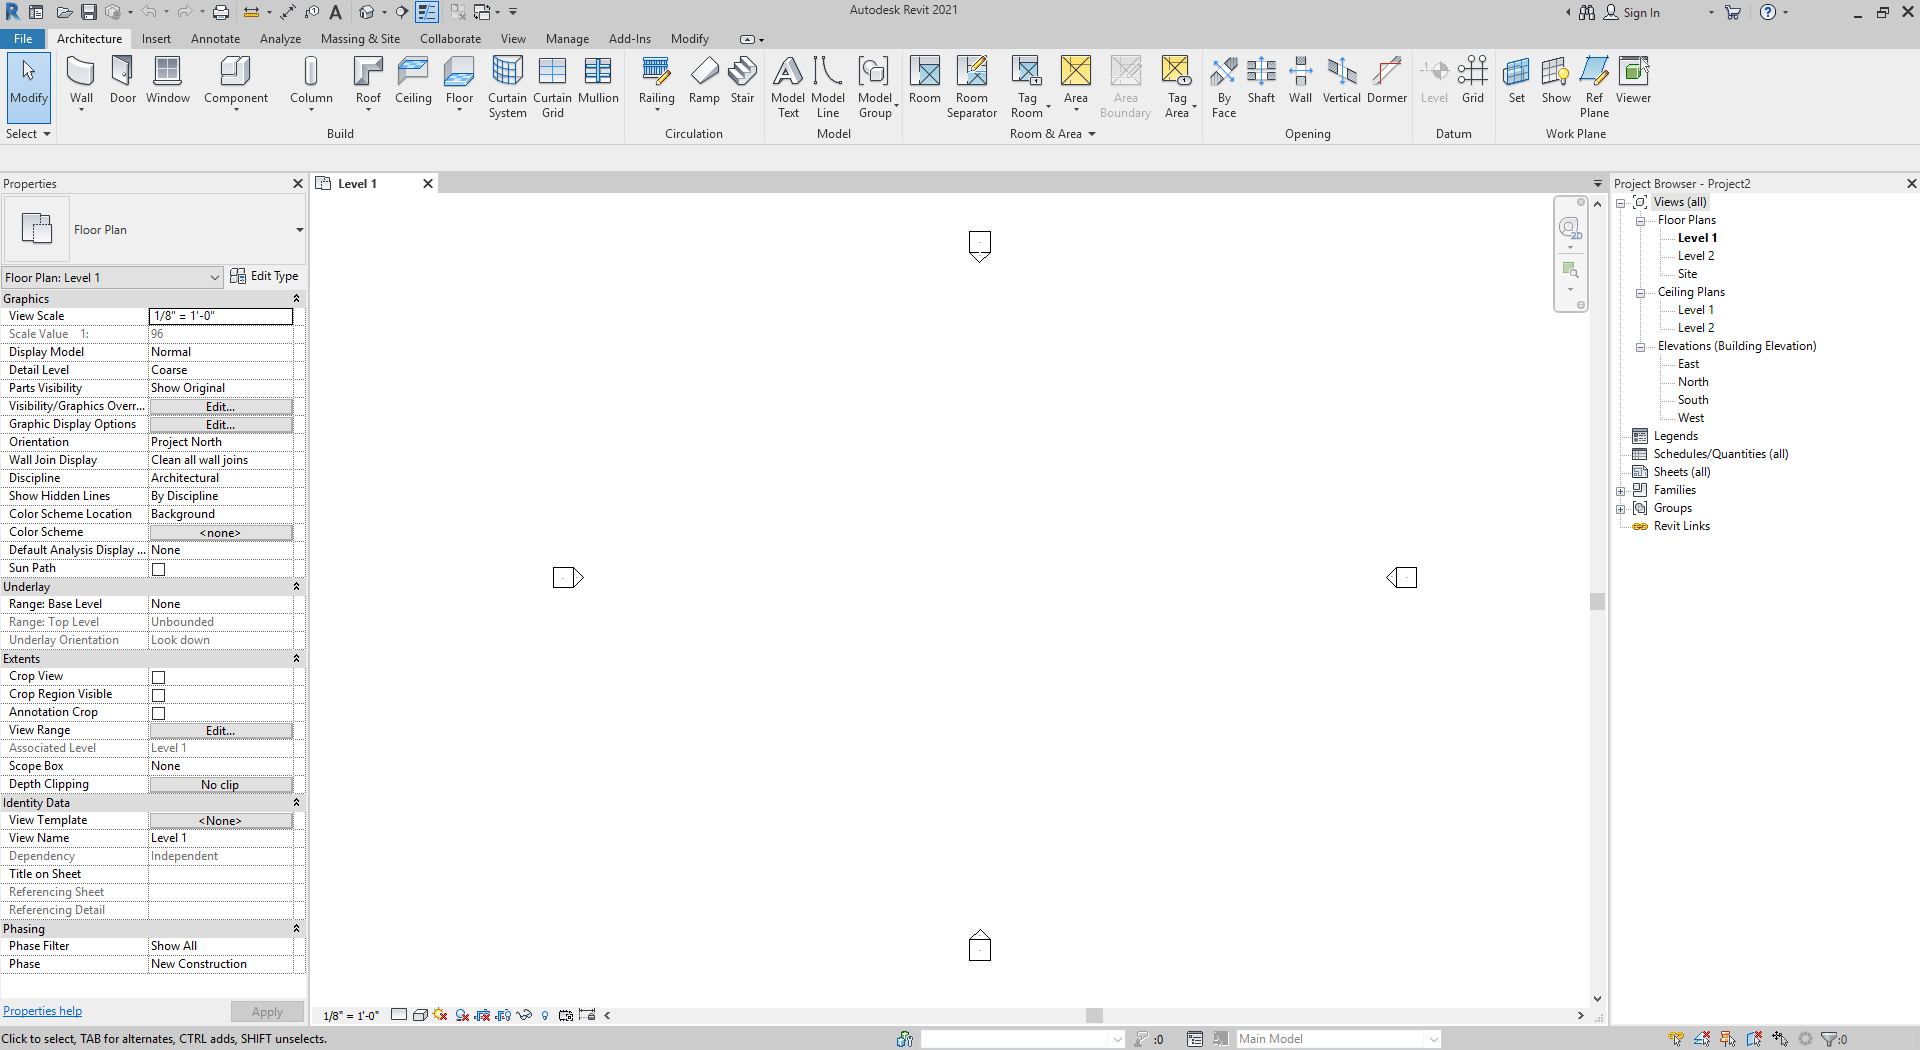 Autodesk Revit 2021
Sign In
File Architecture Insert Annotate Analyze Massing & Site Collaborate View Manage Add-Ins Modify
Modify Wall Door Window Component Column Roof Ceiling Floor Curtain System Curtain Grid Mullion Railing Ramp Stair Model Text Model Line Model Group Room Room Separator Tag Room Area Area Boundary Tag Area By Face Shaft Wall Vertical Dormer Level Grid Set Show Ref Plane Viewer
Select Build Circulation Model Room & Area Opening Datum Work Plane
Properties
Floor Plan
Floor Plan: Level 1 Edit Type
Graphics
View Scale 1/8" = 1'-0"
Scale Value 1: 96
Display Model Normal
Detail Level Coarse
Parts Visibility Show Original
Visibility/Graphics Overr... Edit...
Graphic Display Options Edit...
Orientation Project North
Wall Join Display Clean all wall joins
Discipline Architectural
Show Hidden Lines By Discipline
Color Scheme Location Background
Color Scheme <none>
Default Analysis Display ... None
Sun Path
Underlay
Range: Base Level None
Range: Top Level Unbounded
Underlay Orientation Look down
Extents
Crop View
Crop Region Visible
Annotation Crop
View Range Edit...
Associated Level Level 1
Scope Box None
Depth Clipping No clip
Identity Data
View Template <None>
View Name Level 1
Dependency Independent
Title on Sheet
Referencing Sheet
Referencing Detail
Phasing
Phase Filter Show All
Phase New Construction
Properties help Apply
Level 1
2D
1/8" = 1'-0"
Project Browser - Project2
Views (all)
Floor Plans
Level 1
Level 2
Site
Ceiling Plans
Level 1
Level 2
Elevations (Building Elevation)
East
North
South
West
Legends
Schedules/Quantities (all)
Sheets (all)
Families
Groups
Revit Links
Click to select, TAB for alternates, CTRL adds, SHIFT unselects.
:0
Main Model
:0